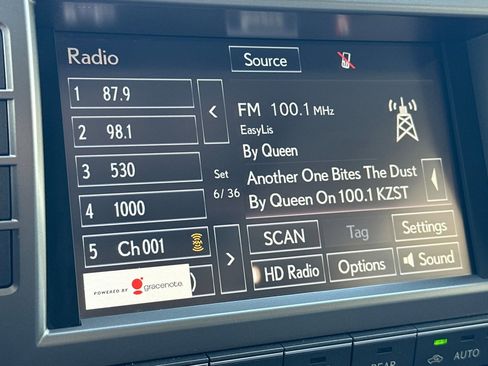 Radio
Source
1 87.9
2 98.1
3 530
4 1000
5 Ch 001
Set
6/36
FM 100.1 MHz
EasyLis
By Queen
Another One Bites The Dust
By Queen On 100.1 KZST
SCAN
Tag
Settings
HD Radio
Options
Sound
POWERED BY gracenote.
REAR
AUTO